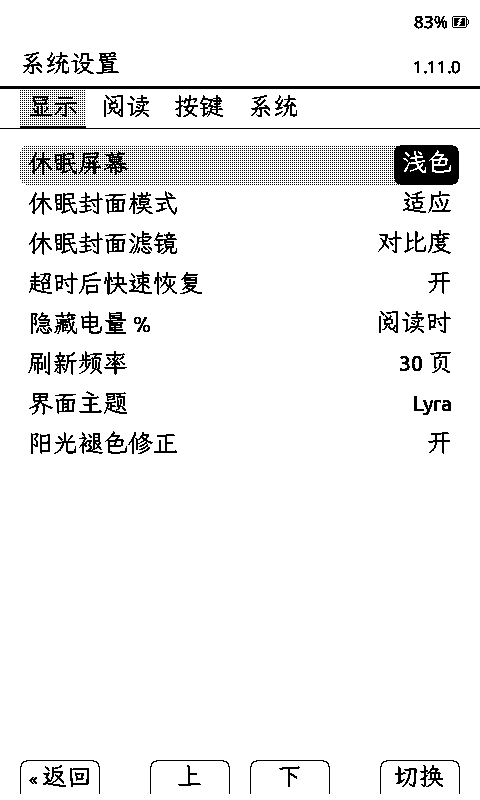 83%
系统设置 1.11.0
显示 阅读 按键 系统
休眠屏幕 浅色
休眠封面模式 适应
休眠封面滤镜 对比度
超时后快速恢复 开
隐藏电量 % 阅读时
刷新频率 30 页
界面主题 Lyra
阳光褪色修正 开
« 返回 上 下 切换